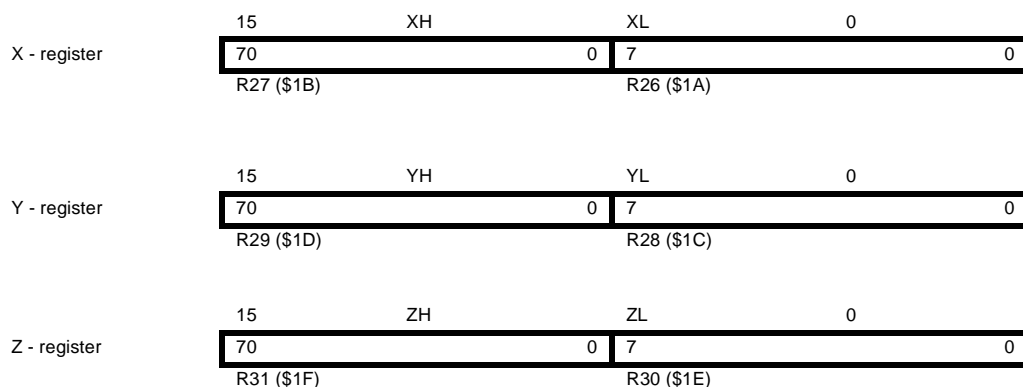 15 XH XL 0
X - register 70 0 7 0
R27 ($1B) R26 ($1A)
15 YH YL 0
Y - register 70 0 7 0
R29 ($1D) R28 ($1C)
15 ZH ZL 0
Z - register 70 0 7 0
R31 ($1F) R30 ($1E)